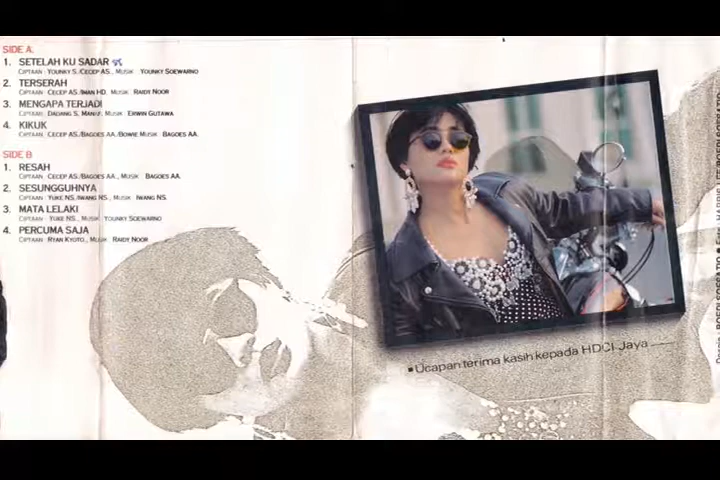 SIDE A.
1. SETELAH KU SADAR
CIPTAAN : YOUNKY S./CECEP AS., MUSIK : YOUNKY SOEWARNO
2. TERSERAH
CIPTAAN : CECEP AS./IMAN HD, MUSIK : RAIDY NOOR
3. MENGAPA TERJADI
CIPTAAN : DADANG S. MANAF, MUSIK : ERWIN GUTAWA
4. KIKUK
CIPTAAN : CECEP AS./BAGOES AA./BOWIE MUSIK : BAGOES AA.
SIDE B
1. RESAH
CIPTAAN : CECEP AS./BAGOES AA., MUSIK : BAGOES AA.
2. SESUNGGUHNYA
CIPTAAN : YUKE NS./IWANG NS., MUSIK : IWANG NS.
3. MATA LELAKI
CIPTAAN : YUKE NS., MUSIK : YOUNKY SOEWARNO
4. PERCUMA SAJA
CIPTAAN : RYAN KYOTO., MUSIK : RAIDY NOOR
■ Ucapan terima kasih kepada HDCI Jaya